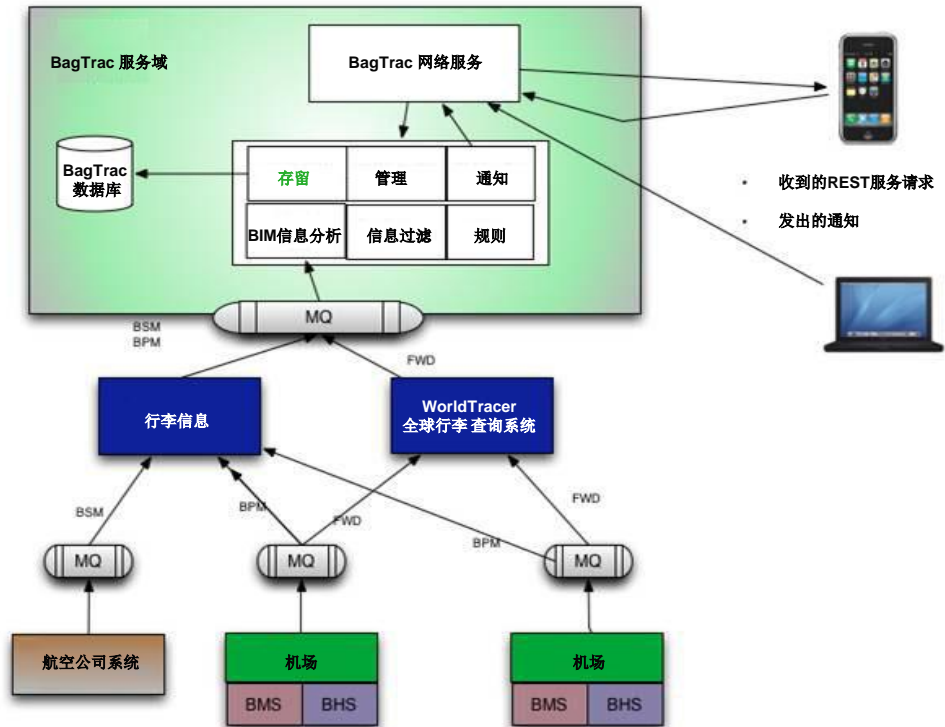 BagTrac 服务域
BagTrac 网络服务
BagTrac
数据库
存留
管理
通知
BIM信息分析
信息过滤
规则
• 收到的REST服务请求
• 发出的通知
MQ
BSM
BPM
FWD
行李信息
WorldTracer
全球行李 查询系统
BSM
BPM
FWD
BPM
FWD
MQ
MQ
MQ
航空公司系统
机场
BMS
BHS
机场
BMS
BHS